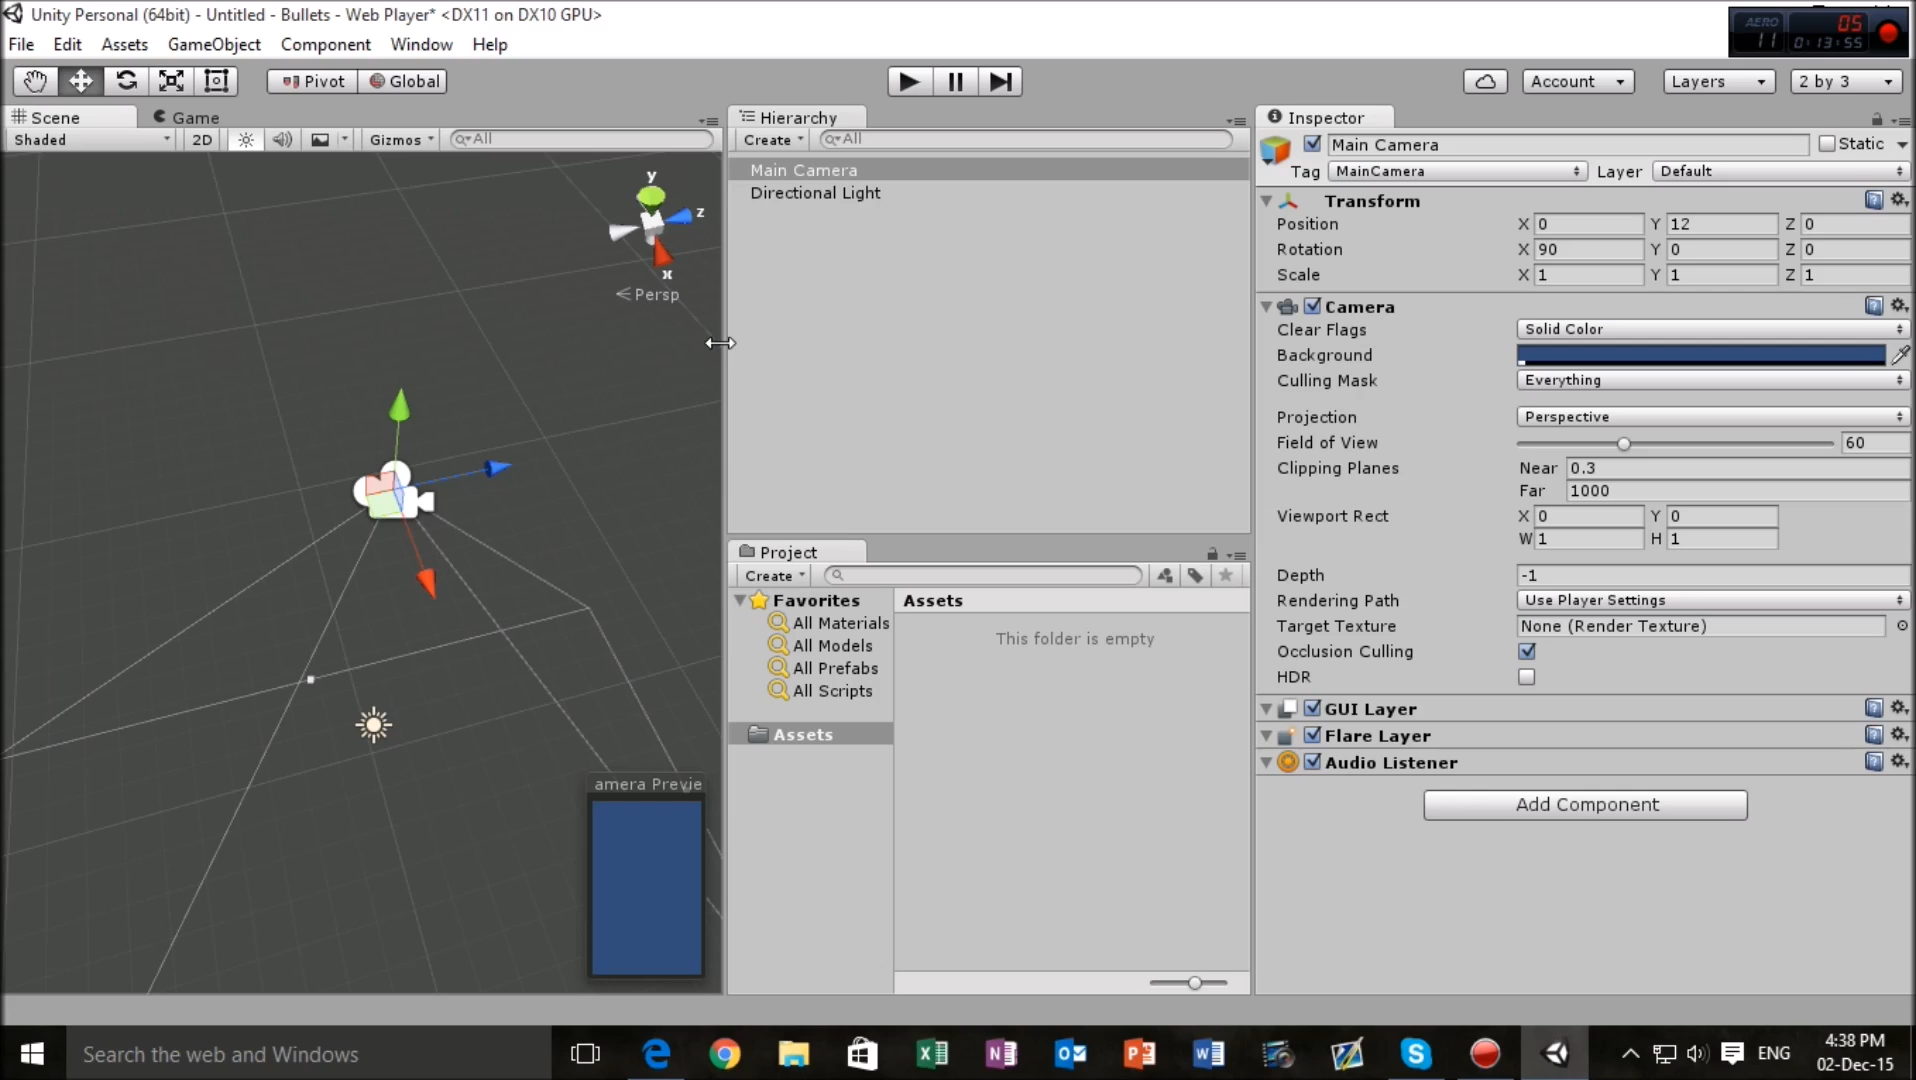 Unity Personal (64bit) - Untitled - Bullets - Web Player* <DX11 on DX10 GPU>
AERO 05
11 0:13:55
File Edit Assets GameObject Component Window Help
Pivot Global Account Layers 2 by 3
Scene Game
Shaded 2D Gizmos All
y
z
x
Persp
amera Previe
Hierarchy
Create All
Main Camera
Directional Light
Project
Create
Favorites
All Materials
All Models
All Prefabs
All Scripts
Assets
Assets
This folder is empty
Inspector
Main Camera Static
Tag MainCamera Layer Default
Transform
Position X 0 Y 12 Z 0
Rotation X 90 Y 0 Z 0
Scale X 1 Y 1 Z 1
Camera
Clear Flags Solid Color
Background
Culling Mask Everything
Projection Perspective
Field of View 60
Clipping Planes Near 0.3
Far 1000
Viewport Rect X 0 Y 0
W 1 H 1
Depth -1
Rendering Path Use Player Settings
Target Texture None (Render Texture)
Occlusion Culling
HDR
GUI Layer
Flare Layer
Audio Listener
Add Component
Search the web and Windows
ENG
4:38 PM
02-Dec-15